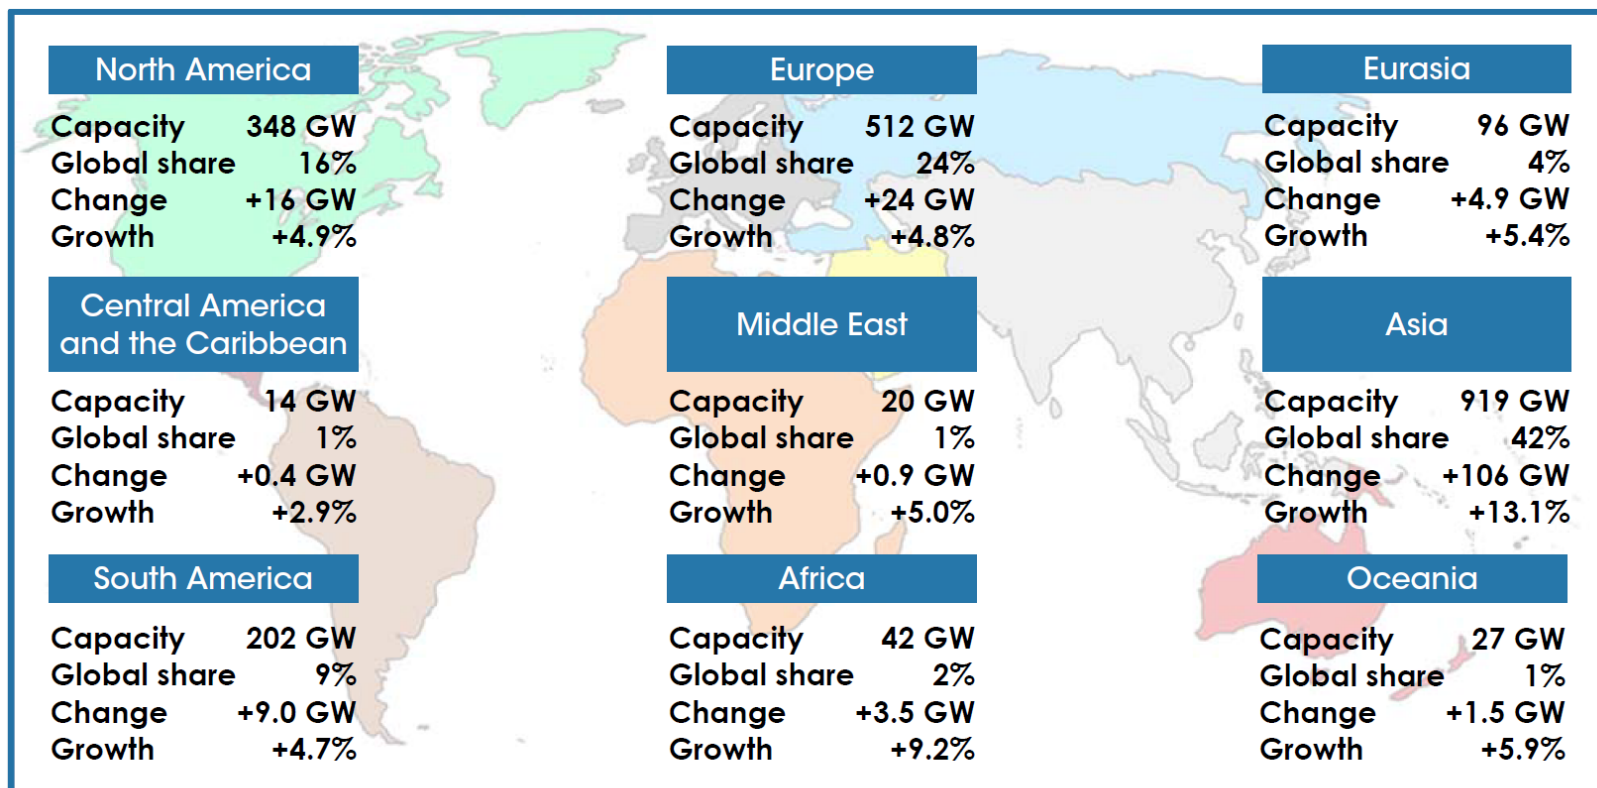 North America
Capacity 348 GW
Global share 16%
Change +16 GW
Growth +4.9%
Europe
Capacity 512 GW
Global share 24%
Change +24 GW
Growth +4.8%
Eurasia
Capacity 96 GW
Global share 4%
Change +4.9 GW
Growth +5.4%
Central America
and the Caribbean
Capacity 14 GW
Global share 1%
Change +0.4 GW
Growth +2.9%
Middle East
Capacity 20 GW
Global share 1%
Change +0.9 GW
Growth +5.0%
Asia
Capacity 919 GW
Global share 42%
Change +106 GW
Growth +13.1%
South America
Capacity 202 GW
Global share 9%
Change +9.0 GW
Growth +4.7%
Africa
Capacity 42 GW
Global share 2%
Change +3.5 GW
Growth +9.2%
Oceania
Capacity 27 GW
Global share 1%
Change +1.5 GW
Growth +5.9%